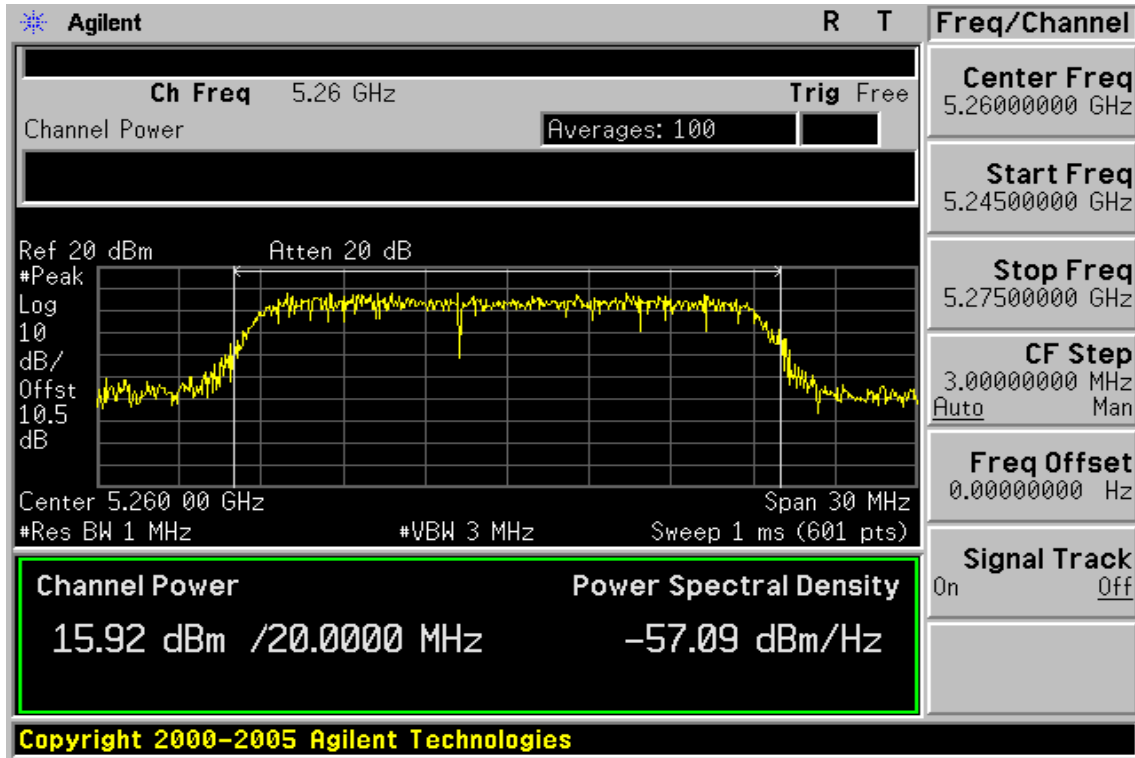 Agilent R T
Ch Freq 5.26 GHz Trig Free
Channel Power Averages: 100
Ref 20 dBm Atten 20 dB
#Peak
Log
10
dB/
Offst
10.5
dB
Center 5.260 00 GHz Span 30 MHz
#Res BW 1 MHz #VBW 3 MHz Sweep 1 ms (601 pts)
Channel Power Power Spectral Density
15.92 dBm /20.0000 MHz -57.09 dBm/Hz
Copyright 2000-2005 Agilent Technologies
Freq/Channel
Center Freq
5.26000000 GHz
Start Freq
5.24500000 GHz
Stop Freq
5.27500000 GHz
CF Step
3.00000000 MHz
Auto Man
Freq Offset
0.00000000 Hz
Signal Track
On Off